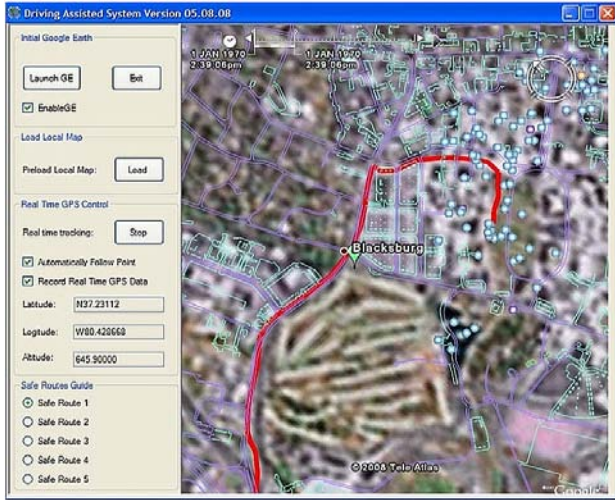 Driving Assisted System Version 05.08.08
Initial Google Earth
Launch GE
Exit
EnableGE
Load Local Map
Preload Local Map:
Load
Real Time GPS Control
Real time tracking:
Stop
Automatically Follow Point
Record Real Time GPS Data
Latitude:
N37.23112
Logtitude:
W80.428668
Altitude:
645.90000
Safe Routes Guide
Safe Route 1
Safe Route 2
Safe Route 3
Safe Route 4
Safe Route 5
1 JAN 1970
2:39:06pm
1 JAN 1970
2:39:06pm
Blacksburg
© 2008 Tele Atlas
Google